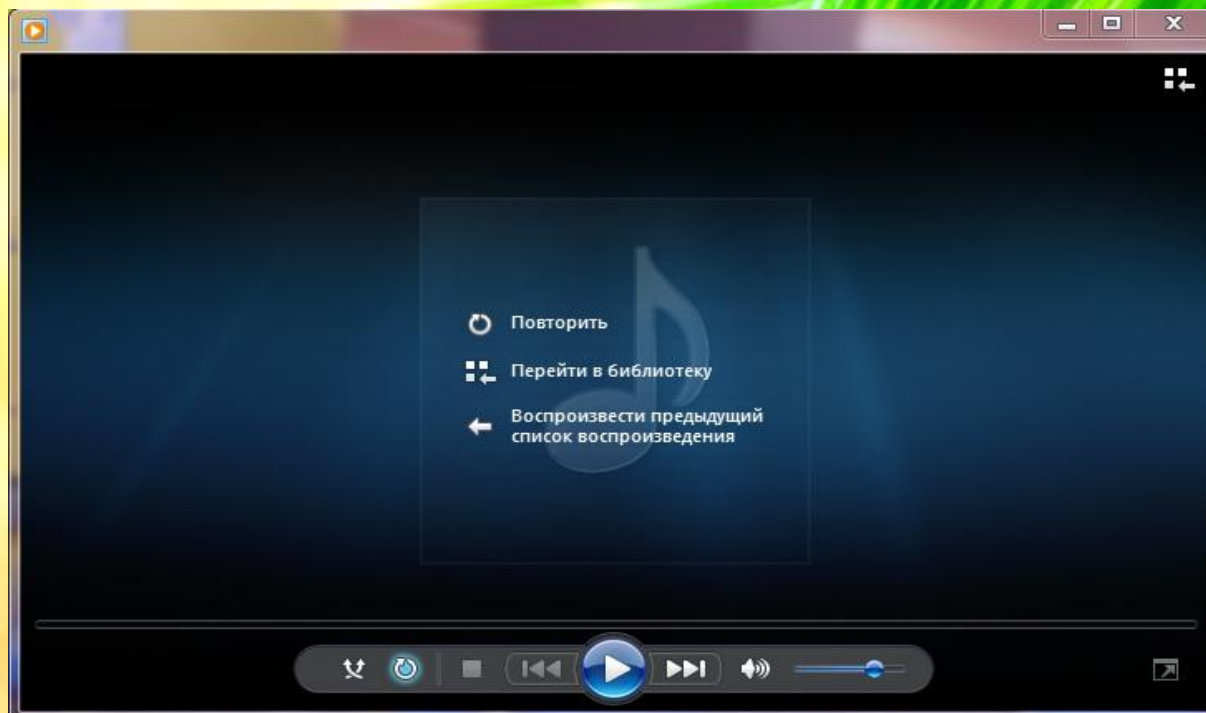 Повторить
Перейти в библиотеку
Воспроизвести предыдущий
список воспроизведения